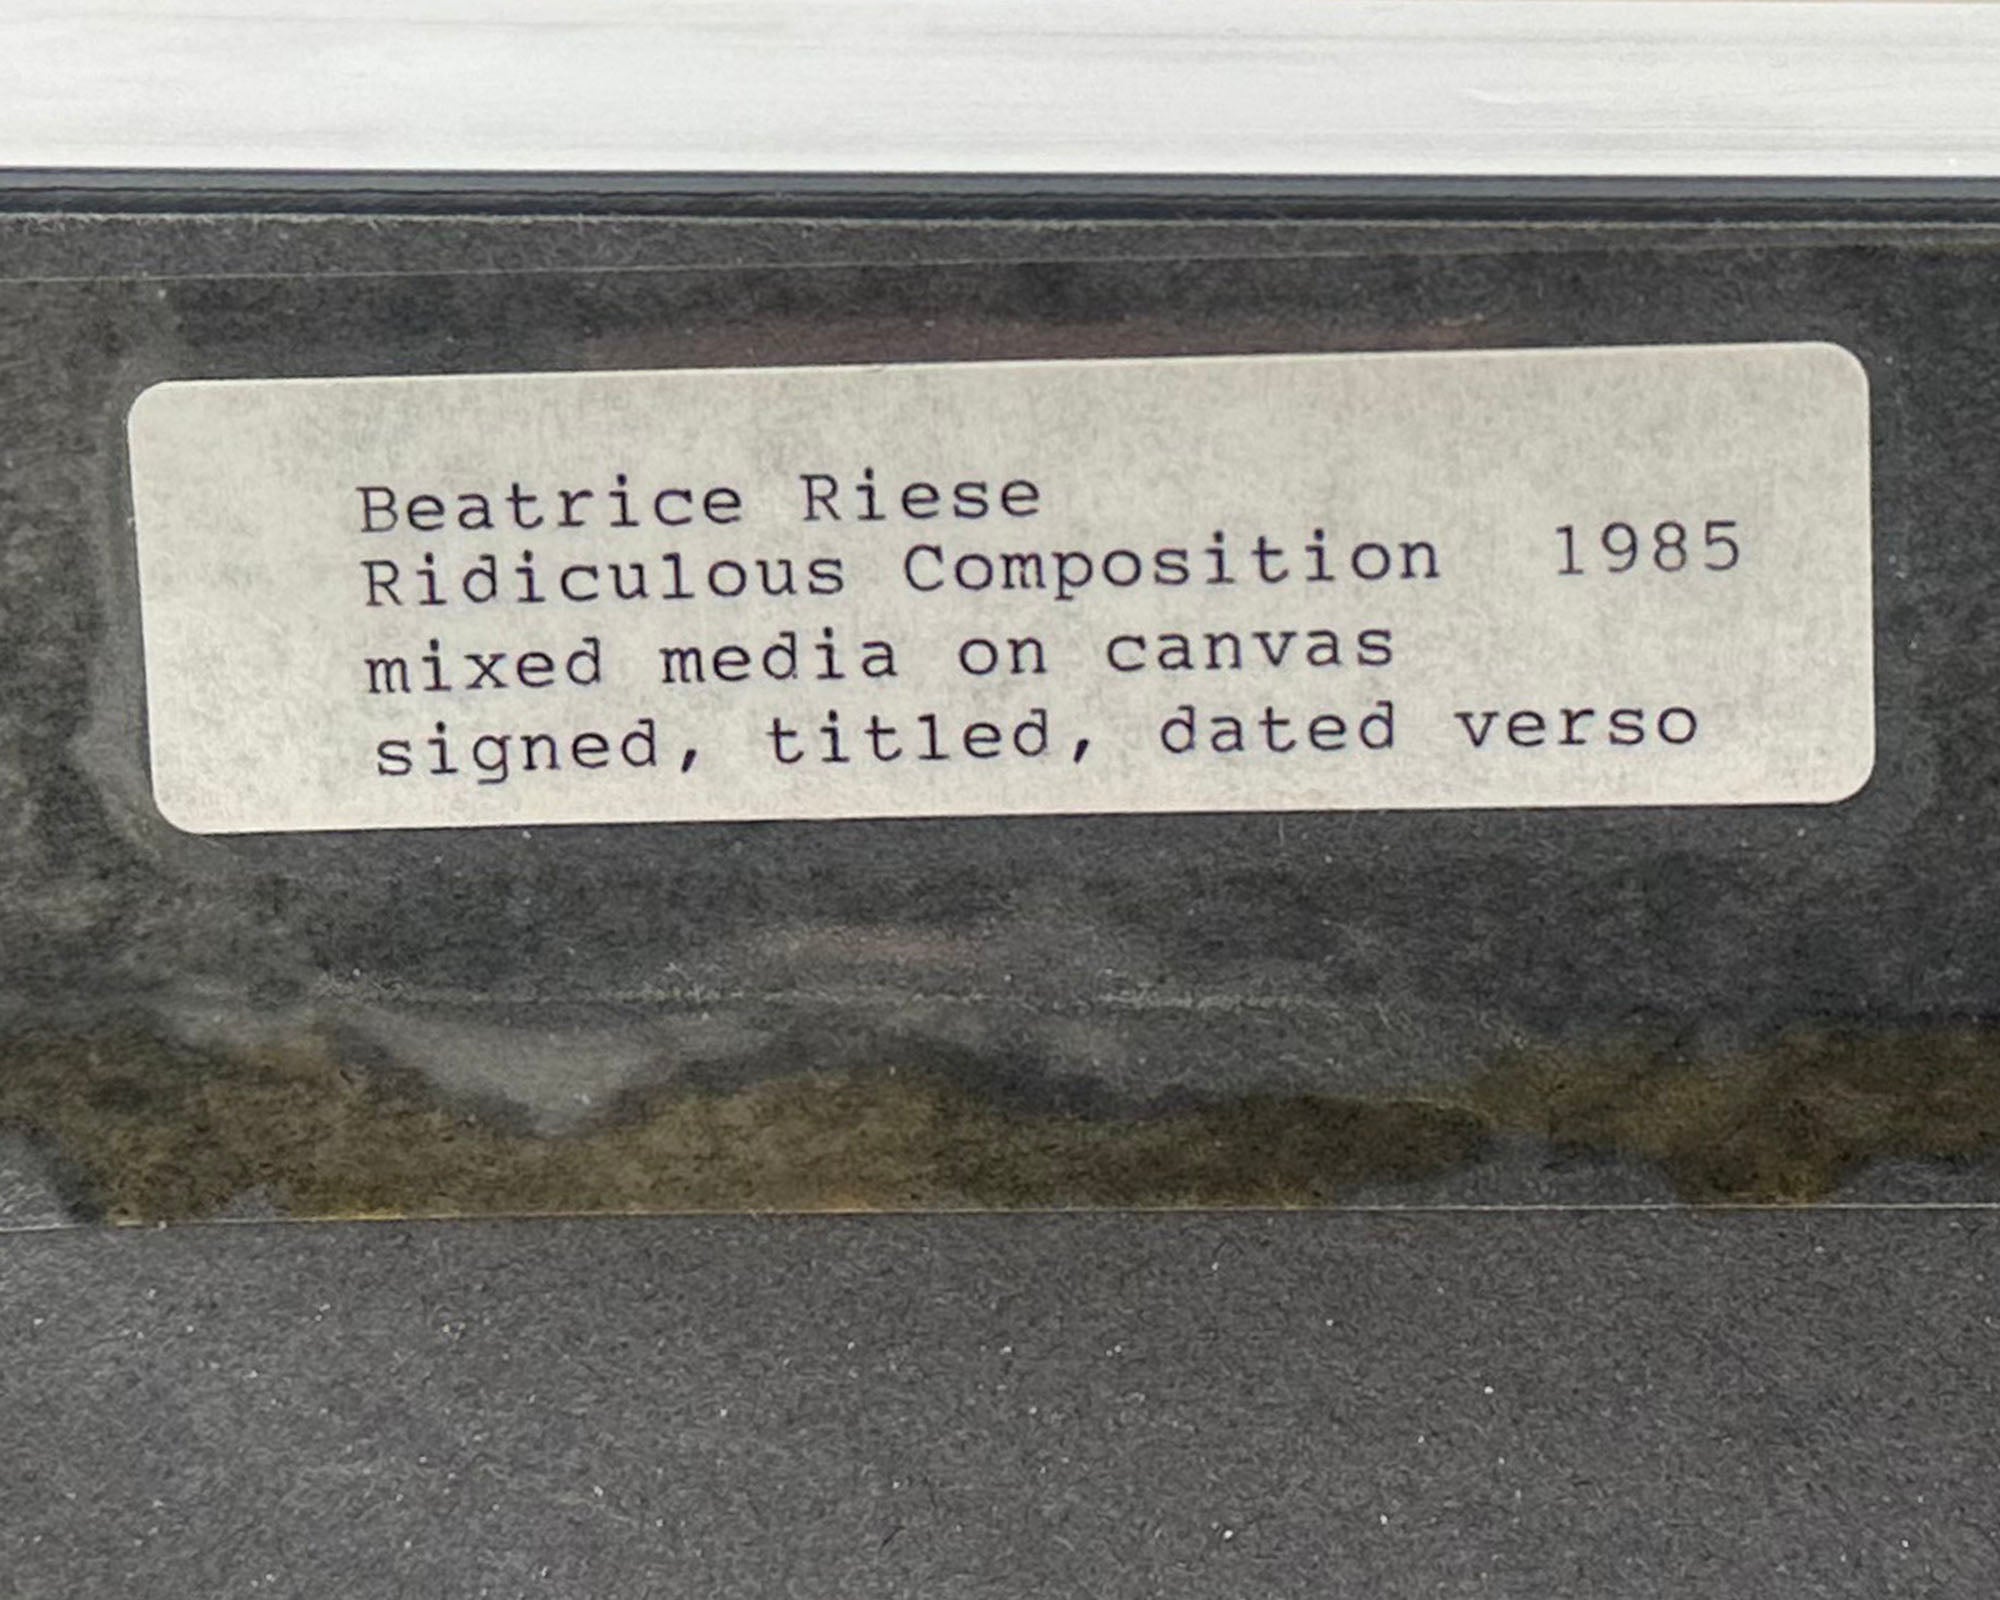 Beatrice Riese
Ridiculous Composition 1985
mixed media on canvas
signed, titled, dated verso